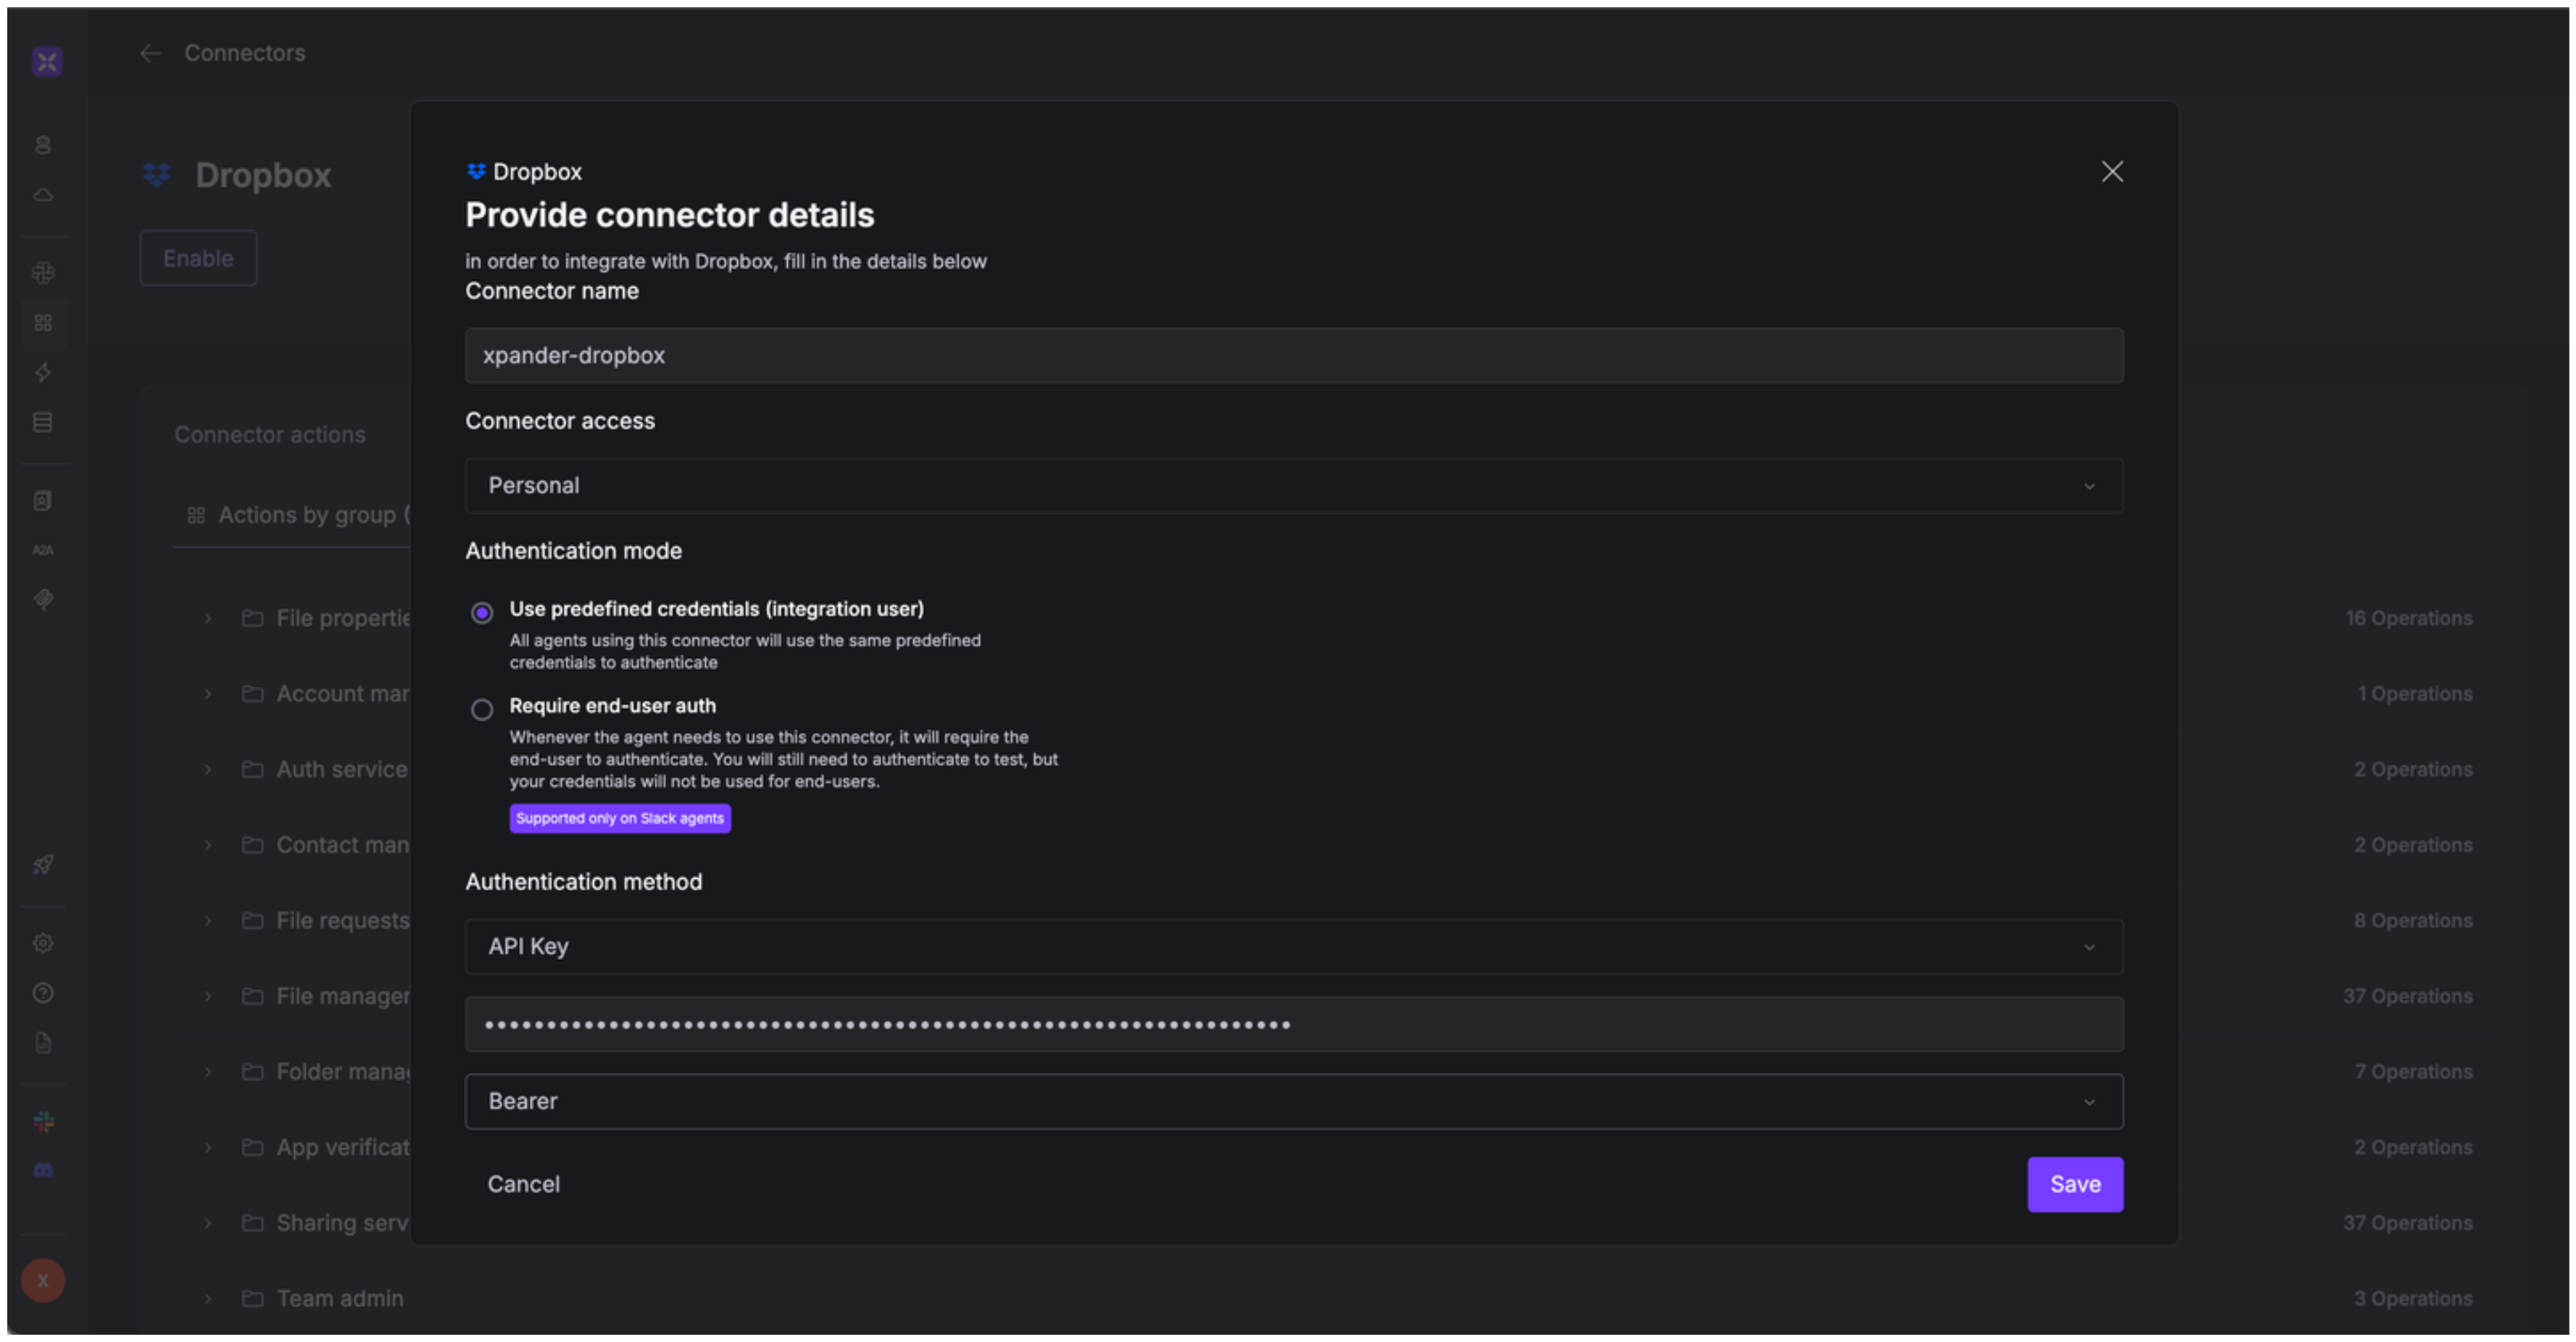 Connectors
Dropbox
Enable
Connector actions
Actions by group (
File propertie
16 Operations
Account mar
1 Operations
Auth service
2 Operations
Contact man
2 Operations
File requests
8 Operations
File manager
37 Operations
Folder mana
7 Operations
App verificat
2 Operations
Sharing serv
37 Operations
Team admin
3 Operations
A2A
X
Dropbox
Provide connector details
in order to integrate with Dropbox, fill in the details below
Connector name
xpander-dropbox
Connector access
Personal
Authentication mode
Use predefined credentials (integration user)
All agents using this connector will use the same predefined
credentials to authenticate
Require end-user auth
Whenever the agent needs to use this connector, it will require the
end-user to authenticate. You will still need to authenticate to test, but
your credentials will not be used for end-users.
Supported only on Slack agents
Authentication method
API Key
Bearer
Cancel
Save